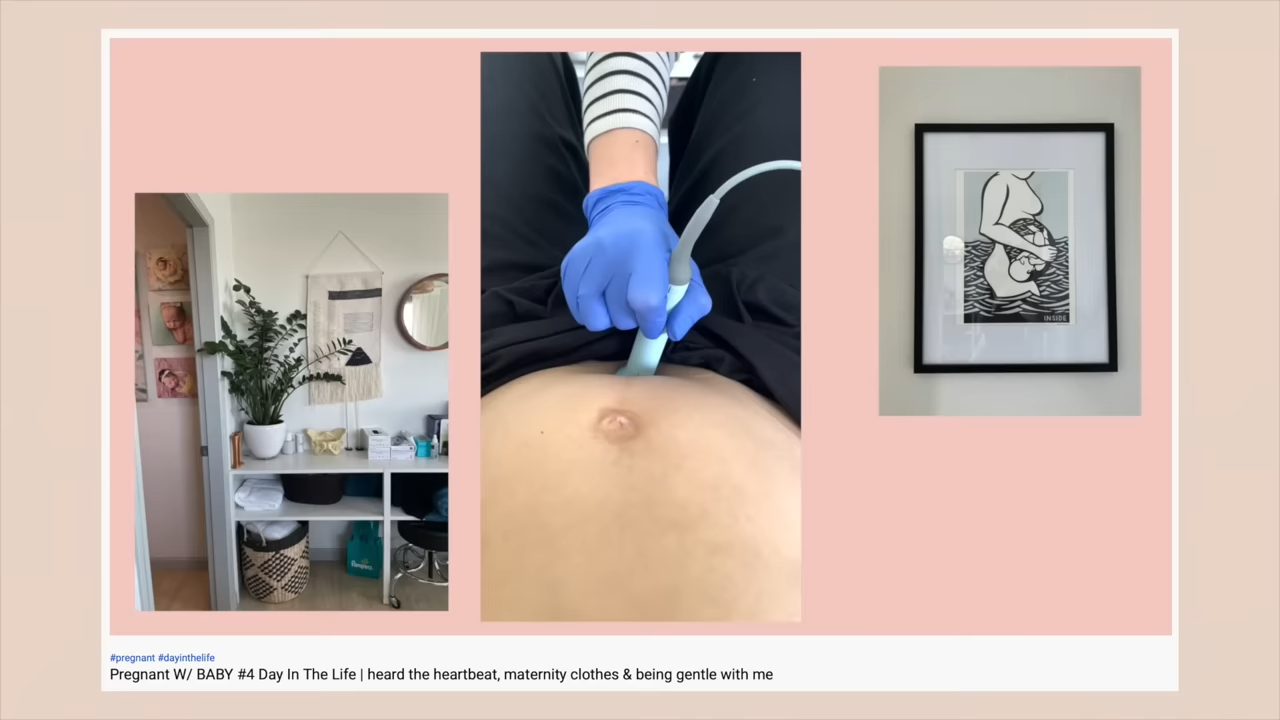 Pampers
INSIDE
#pregnant #dayinthelife
Pregnant W/ BABY #4 Day In The Life | heard the heartbeat, maternity clothes & being gentle with me